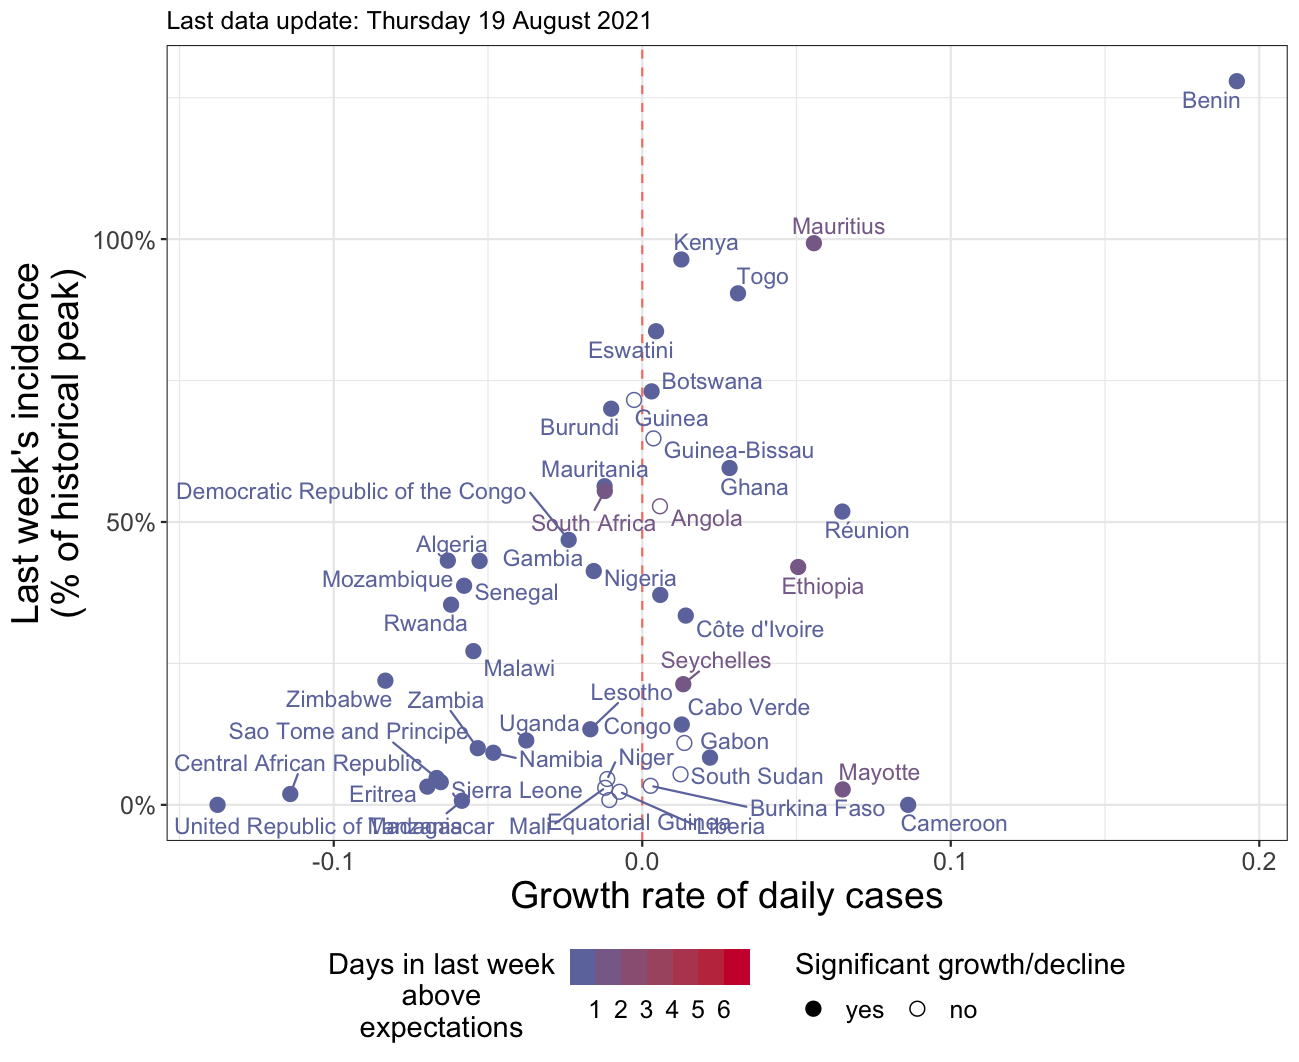 Last data update: Thursday 19 August 2021
Last week's incidence
(% of historical peak)
100%
50%
0%
Benin
Mauritius
Kenya
Togo
Eswatini
Botswana
Guinea
Burundi
Guinea-Bissau
Mauritania
Ghana
Democratic Republic of the Congo
South Africa
Angola
Réunion
Algeria
Gambia
Mozambique
Nigeria
Ethiopia
Senegal
Rwanda
Côte d'Ivoire
Malawi
Seychelles
Zimbabwe
Zambia
Lesotho
Cabo Verde
Sao Tome and Principe
Uganda
Congo
Gabon
Central African Republic
Namibia
Niger
South Sudan
Mayotte
Eritrea
Sierra Leone
Burkina Faso
United Republic of Tanzania
Madagascar
Mali
Equatorial Guinea
Liberia
Cameroon
-0.1
0.0
0.1
0.2
Growth rate of daily cases
Days in last week
above
expectations
1 2 3 4 5 6
Significant growth/decline
yes
no